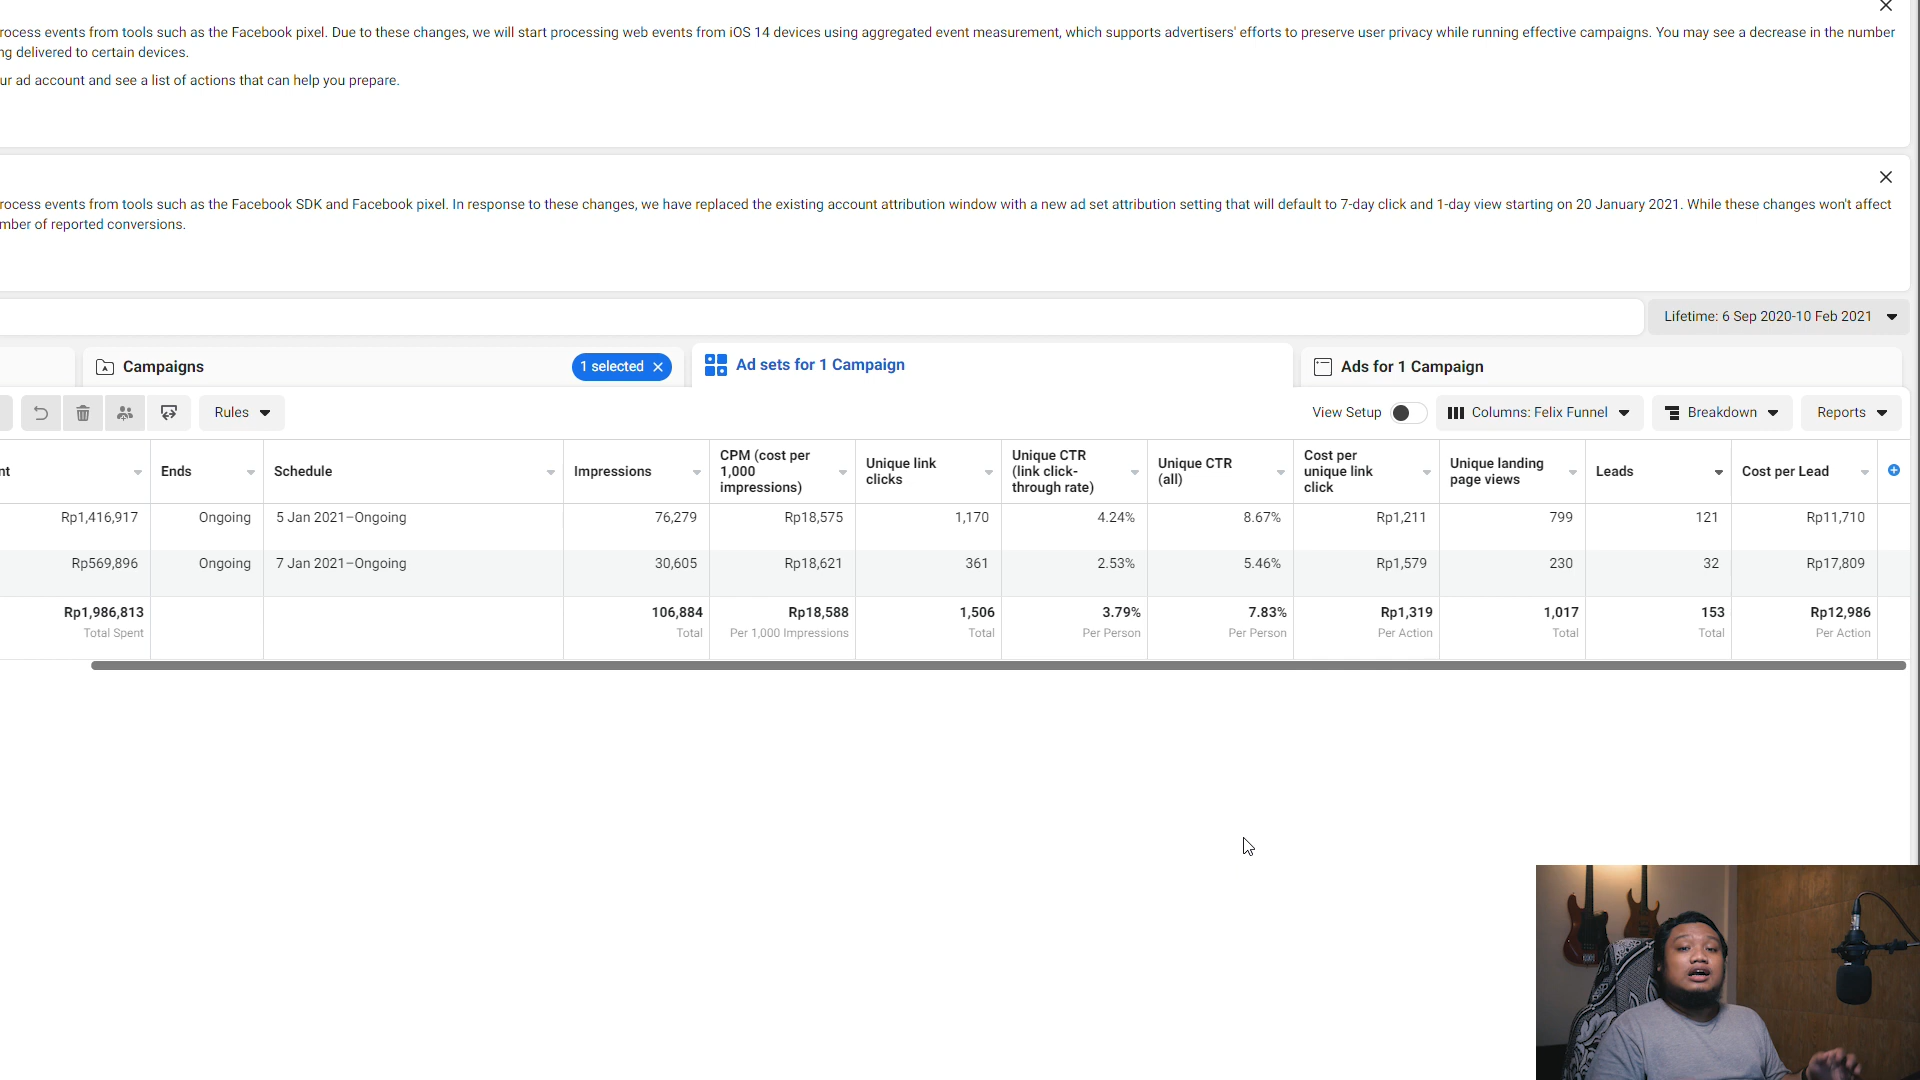 rocess events from tools such as the Facebook pixel. Due to these changes, we will start processing web events from iOS 14 devices using aggregated event measurement, which supports advertisers' efforts to preserve user privacy while running effective campaigns. You may see a decrease in the number
ng delivered to certain devices.
ur ad account and see a list of actions that can help you prepare.
rocess events from tools such as the Facebook SDK and Facebook pixel. In response to these changes, we have replaced the existing account attribution window with a new ad set attribution setting that will default to 7-day click and 1-day view starting on 20 January 2021. While these changes won't affect
mber of reported conversions.
Lifetime: 6 Sep 2020-10 Feb 2021
Campaigns 1 selected Ad sets for 1 Campaign Ads for 1 Campaign
Rules View Setup Columns: Felix Funnel Breakdown Reports
nt Ends Schedule Impressions CPM (cost per 1,000 impressions) Unique link clicks Unique CTR (link click-through rate) Unique CTR (all) Cost per unique link click Unique landing page views Leads Cost per Lead
Rp1,416,917 Ongoing 5 Jan 2021–Ongoing 76,279 Rp18,575 1,170 4.24% 8.67% Rp1,211 799 121 Rp11,710
Rp569,896 Ongoing 7 Jan 2021–Ongoing 30,605 Rp18,621 361 2.53% 5.46% Rp1,579 230 32 Rp17,809
Rp1,986,813 106,884 Rp18,588 1,506 3.79% 7.83% Rp1,319 1,017 153 Rp12,986
Total Spent Total Per 1,000 Impressions Total Per Person Per Person Per Action Total Total Per Action